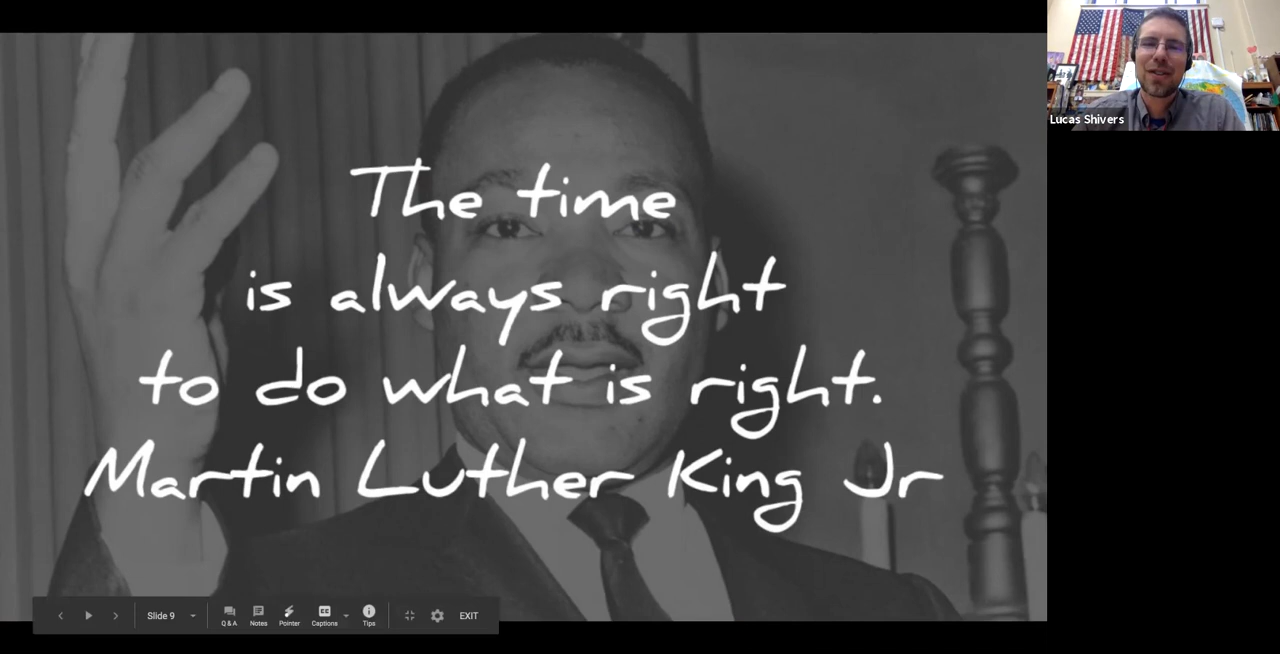 The time
is always right
to do what is right.
Martin Luther King Jr
Lucas Shivers
Slide 9
Q & A
Notes
Pointer
CC
Captions
Tips
EXIT